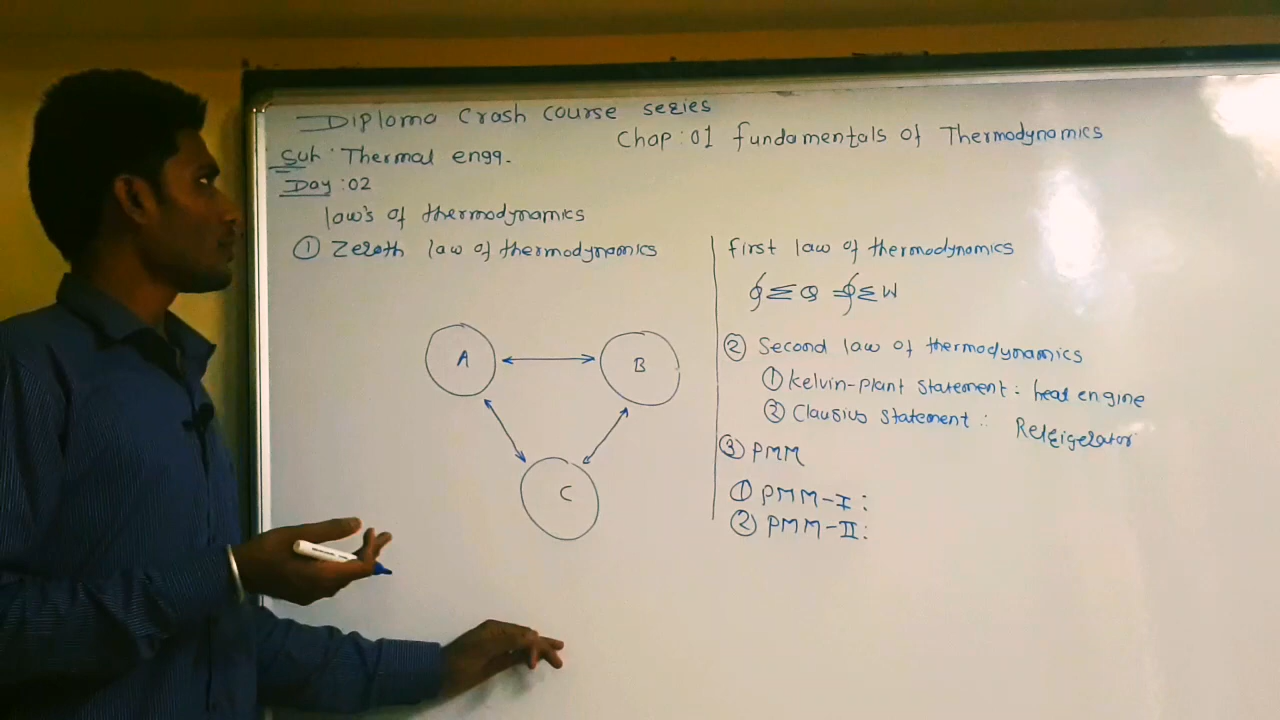 Diploma Crash Course series
Chap:01 fundamentals of Thermodynamics
Sub: Thermal engg.
Day:02
law's of thermodynamics
① Zeroth law of thermodynamics
A
B
C
first law of thermodynamics
∮ΣQ = ∮ΣW
② Second law of thermodynamics
① Kelvin-plant statement: heat engine
② Clausius statement: Refrigerator
③ PMM
① PMM-I:
② PMM-II: